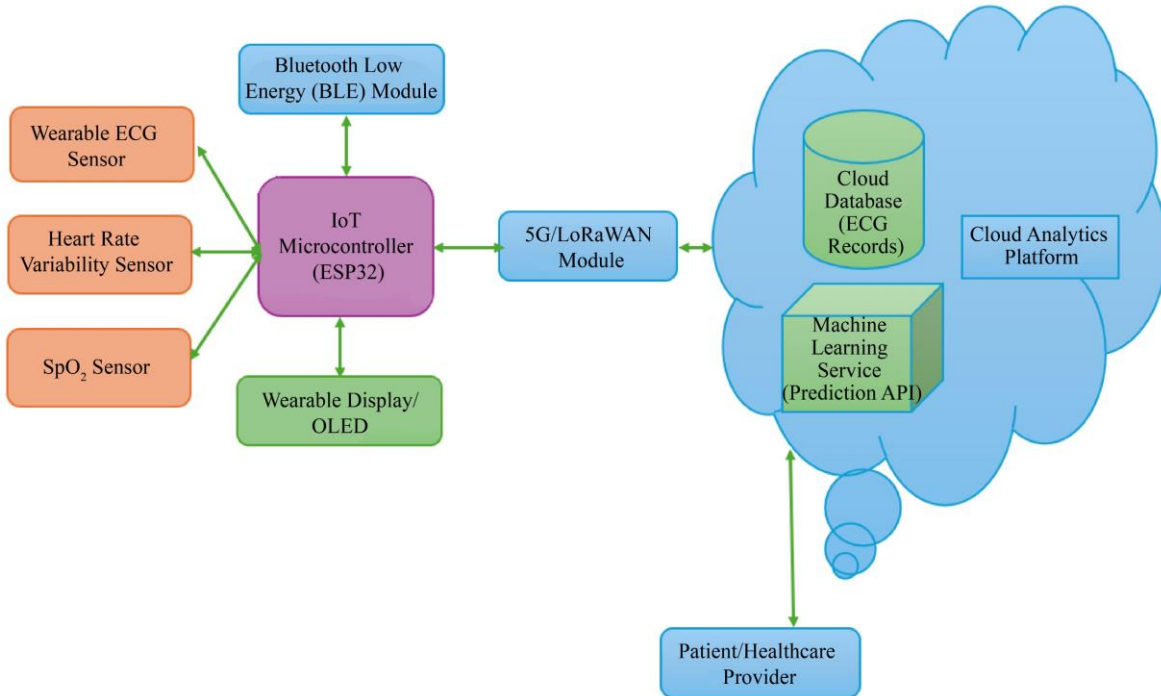 Bluetooth Low
Energy (BLE) Module
Wearable ECG
Sensor
Heart Rate
Variability Sensor
SpO₂ Sensor
IoT
Microcontroller
(ESP32)
Wearable Display/
OLED
5G/LoRaWAN
Module
Cloud
Database
(ECG
Records)
Cloud Analytics
Platform
Machine
Learning
Service
(Prediction API)
Patient/Healthcare
Provider